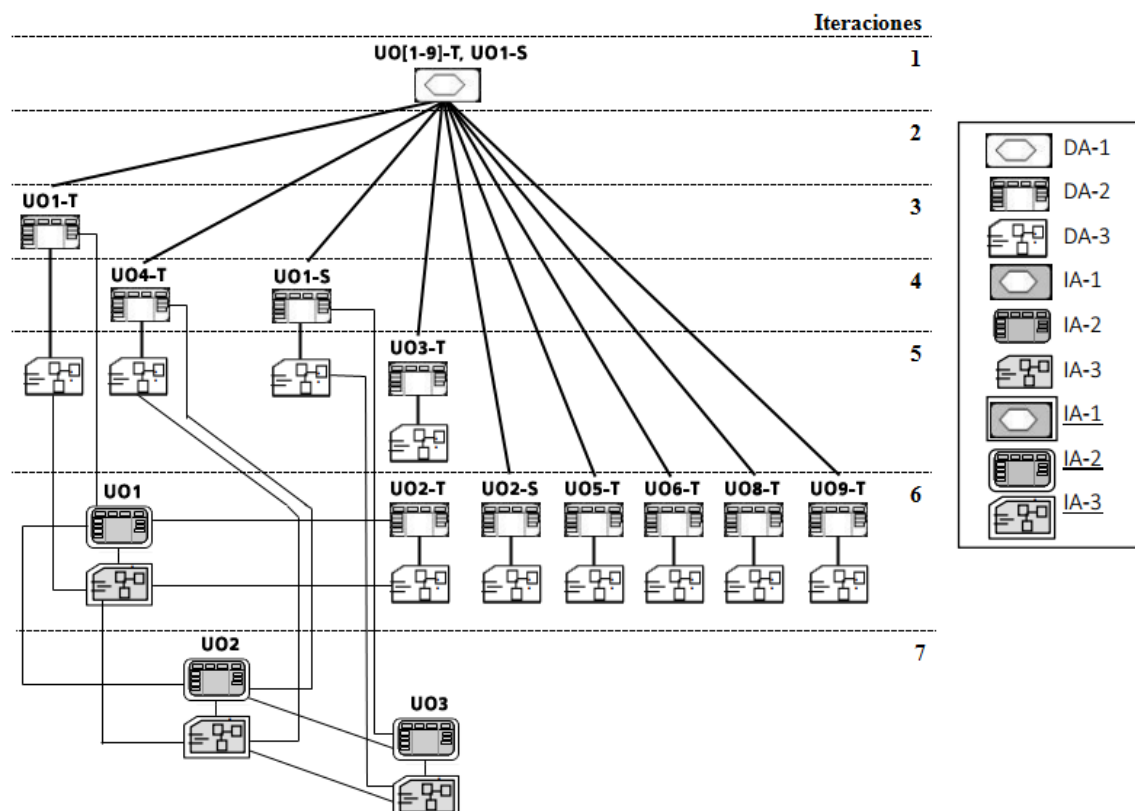 Iteraciones
UO[1-9]-T, UO1-S
1
2
UO1-T
3
UO4-T
UO1-S
4
UO3-T
5
UO2-T UO2-S UO5-T UO6-T UO8-T UO9-T
6
UO1
UO2
7
UO3
DA-1
DA-2
DA-3
IA-1
IA-2
IA-3
IA-1
IA-2
IA-3